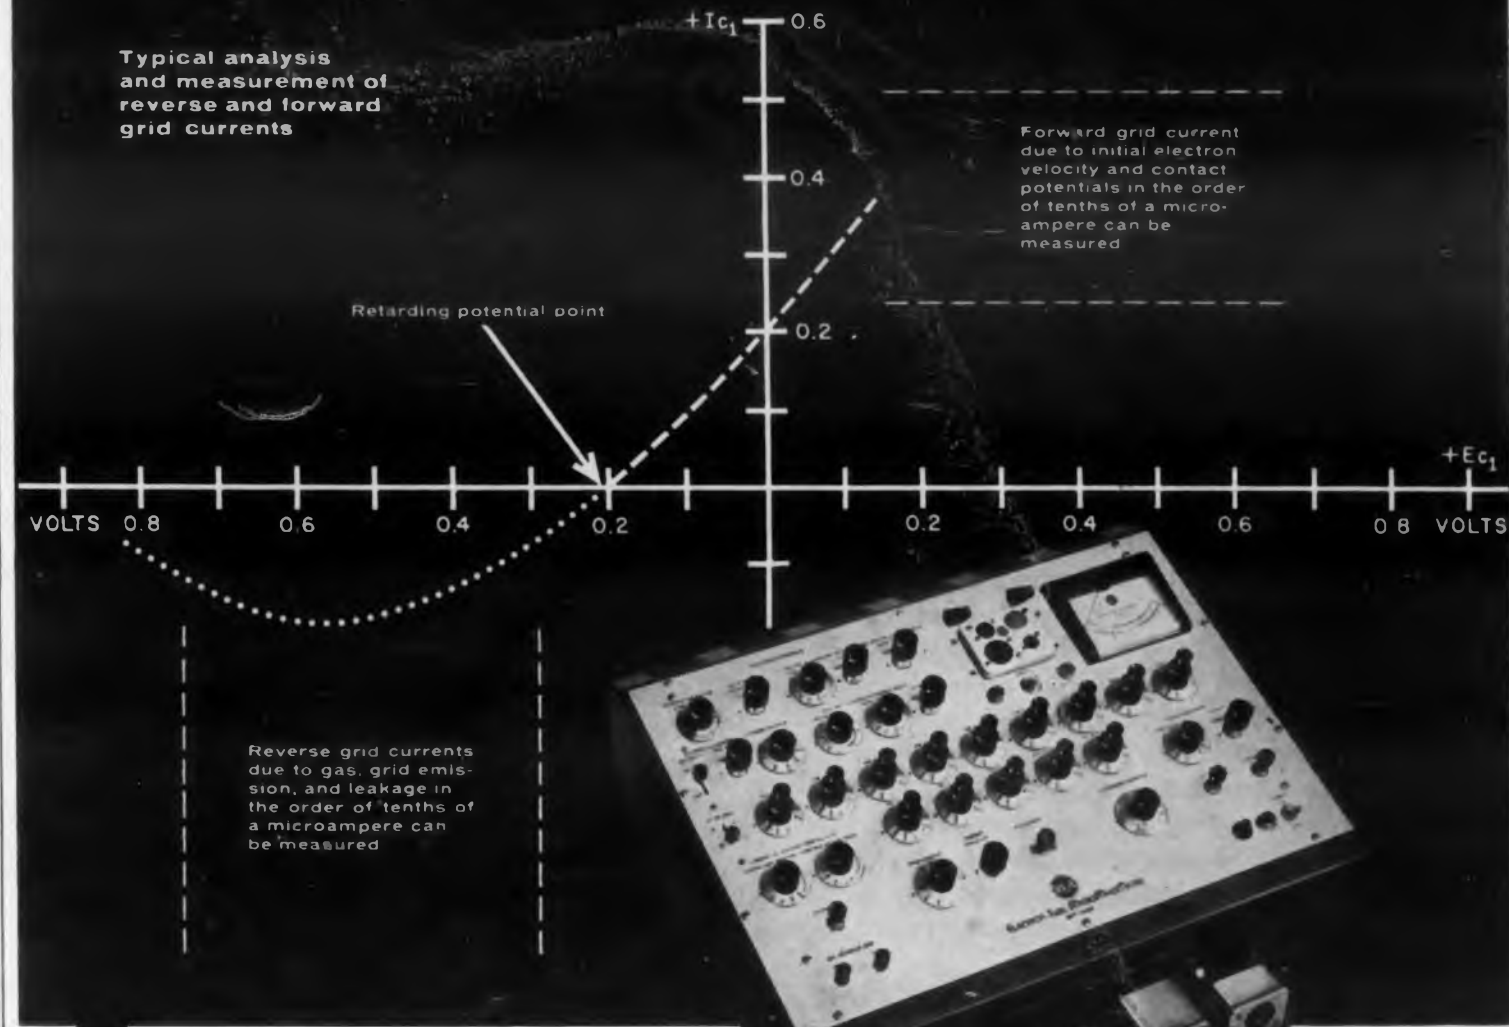 Typical analysis
and measurement of
reverse and forward
grid currents
+Ic₁
0.6
0.4
0.2
Forward grid current
due to initial electron
velocity and contact
potentials in the order
of tenths of a micro-
ampere can be
measured
Retarding potential point
+Ec₁
VOLTS 0.8 0.6 0.4 0.2 0.2 0.4 0.6 0 8 VOLTS
Reverse grid currents
due to gas, grid emis-
sion, and leakage in
the order of tenths of
a microampere can
be measured